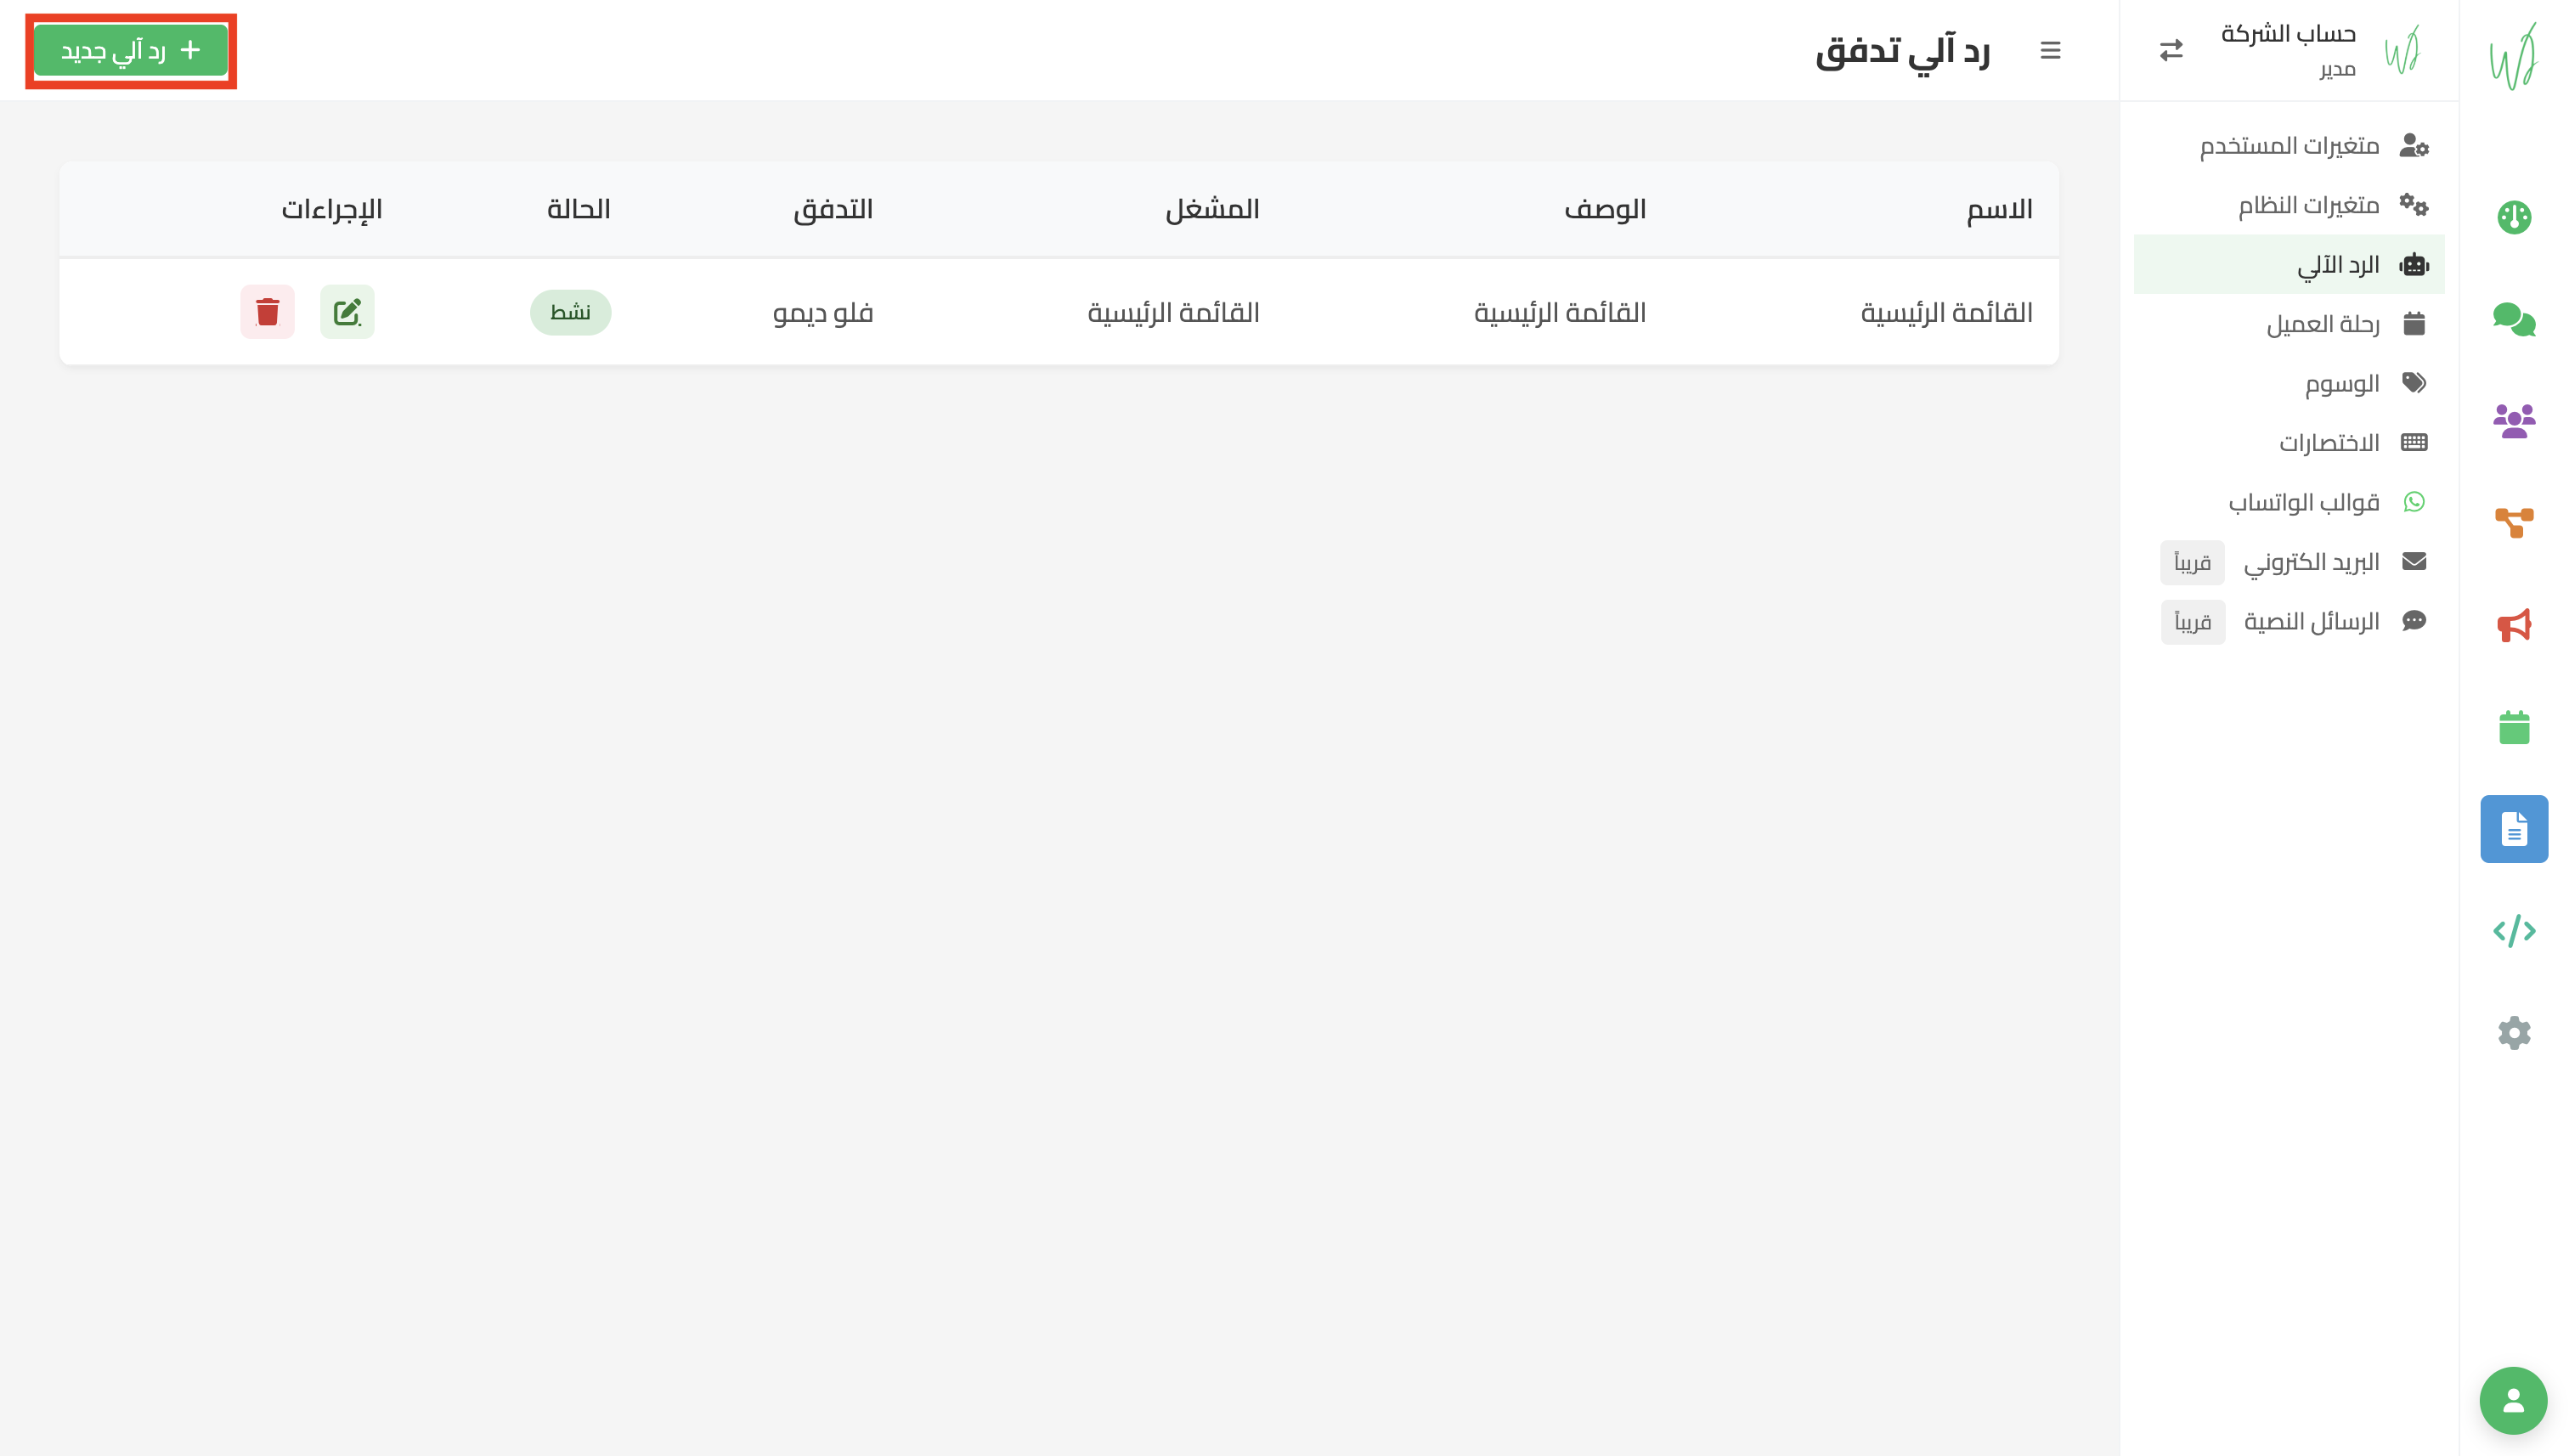 حساب الشركة
مدير
متغيرات المستخدم
متغيرات النظام
الرد الآلي
رحلة العميل
الوسوم
الاختصارات
قوالب الواتساب
البريد الكتروني قريباً
الرسائل النصية قريباً
رد آلي تدفق
+ رد آلي جديد
الاسم الوصف المشغل التدفق الحالة الإجراءات
القائمة الرئيسية القائمة الرئيسية القائمة الرئيسية فلو ديمو نشط